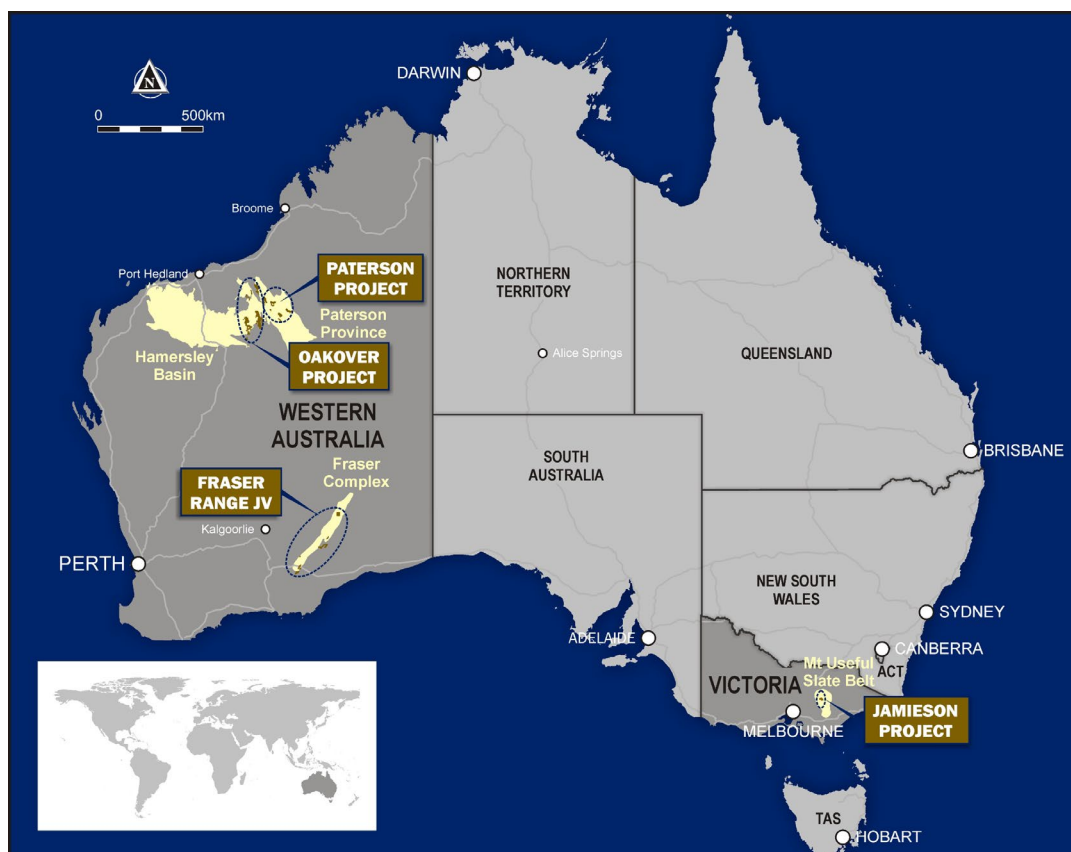 DARWIN
N
0 500km
Broome
Port Hedland
PATERSON
PROJECT
NORTHERN
TERRITORY
Paterson
Province
Alice Springs
QUEENSLAND
Hamersley
Basin
OAKOVER
PROJECT
WESTERN
AUSTRALIA
SOUTH
AUSTRALIA
BRISBANE
Fraser
Complex
FRASER
RANGE JV
Kalgoorlie
PERTH
NEW SOUTH
WALES
SYDNEY
ADELAIDE
CANBERRA
ACT
Mt Useful
Slate Belt
VICTORIA
JAMIESON
PROJECT
MELBOURNE
TAS
HOBART